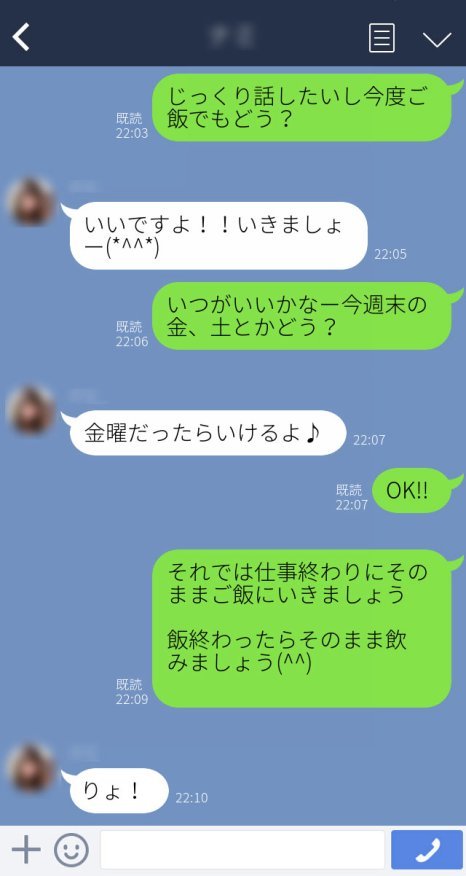 じっくり話したいし今度ご
飯でもどう？
既読
22:03
いいですよ！！いきましょ
ー(*^^*)
22:05
いつがいいかなー今週末の
金、土とかどう？
既読
22:06
金曜だったらいけるよ♪
22:07
OK!!
既読
22:07
それでは仕事終わりにその
ままご飯にいきましょう
飯終わったらそのまま飲
みましょう(^^)
既読
22:09
りょ！
22:10